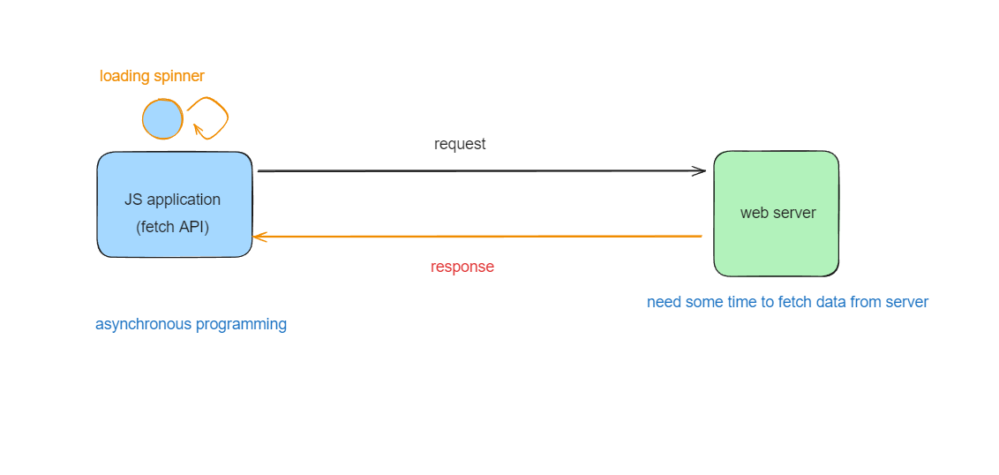 loading spinner
request
JS application
(fetch API)
web server
response
need some time to fetch data from server
asynchronous programming